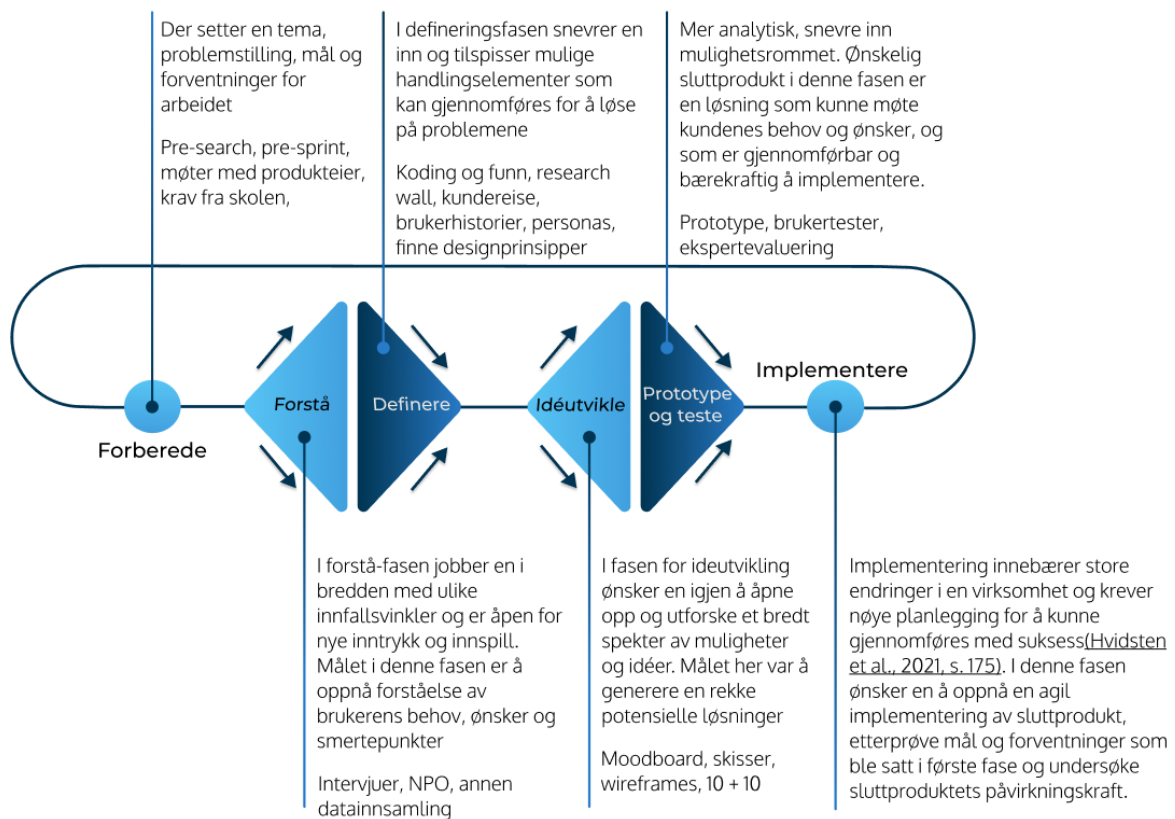 Der setter en tema,
problemstilling, mål og
forventninger for
arbeidet
Pre-search, pre-sprint,
møter med produkteier,
krav fra skolen,
I defineringsfasen snevrer en
inn og tilspisser mulige
handlingselementer som
kan gjennomføres for å løse
på problemene
Koding og funn, research
wall, kundereise,
brukerhistorier, personas,
finne designprinsipper
Mer analytisk, snevre inn
mulighetsrommet. Ønskelig
sluttprodukt i denne fasen er
en løsning som kunne møte
kundenes behov og ønsker, og
som er gjennomførbar og
bærekraftig å implementere.
Prototype, brukertester,
ekspertevaluering
Forberede
Forstå
Definere
Idéutvikle
Prototype
og teste
Implementere
I forstå-fasen jobber en i
bredden med ulike
innfallsvinkler og er åpen for
nye inntrykk og innspill.
Målet i denne fasen er å
oppnå forståelse av
brukerens behov, ønsker og
smertepunkter
Intervjuer, NPO, annen
datainnsamling
I fasen for ideutvikling
ønsker en igjen å åpne
opp og utforske et bredt
spekter av muligheter
og idéer. Målet her var å
generere en rekke
potensielle løsninger
Moodboard, skisser,
wireframes, 10 + 10
Implementering innebærer store
endringer i en virksomhet og krever
nøye planlegging for å kunne
gjennomføres med suksess(Hvidsten
et al., 2021, s. 175). I denne fasen
ønsker en å oppnå en agil
implementering av sluttprodukt,
etterprøve mål og forventninger som
ble satt i første fase og undersøke
sluttproduktets påvirkningskraft.